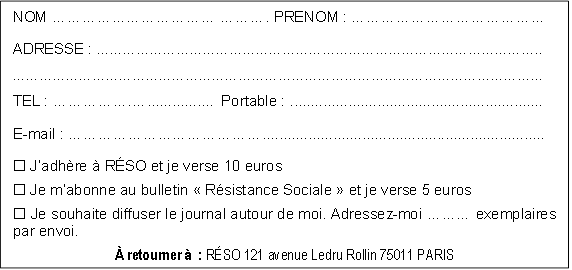 NOM ……………………………………. PRENOM : …………………………………
ADRESSE : ………………………………………………………………………………
………………………………………………………………………………………………
TEL : ………………………….. Portable : ……………………………………………
E-mail : ……………………………………………………………………………………
☐ J'adhère à RÉSO et je verse 10 euros
☐ Je m'abonne au bulletin « Résistance Sociale » et je verse 5 euros
☐ Je souhaite diffuser le journal autour de moi. Adressez-moi ……… exemplaires
par envoi.
À retourner à : RÉSO 121 avenue Ledru Rollin 75011 PARIS